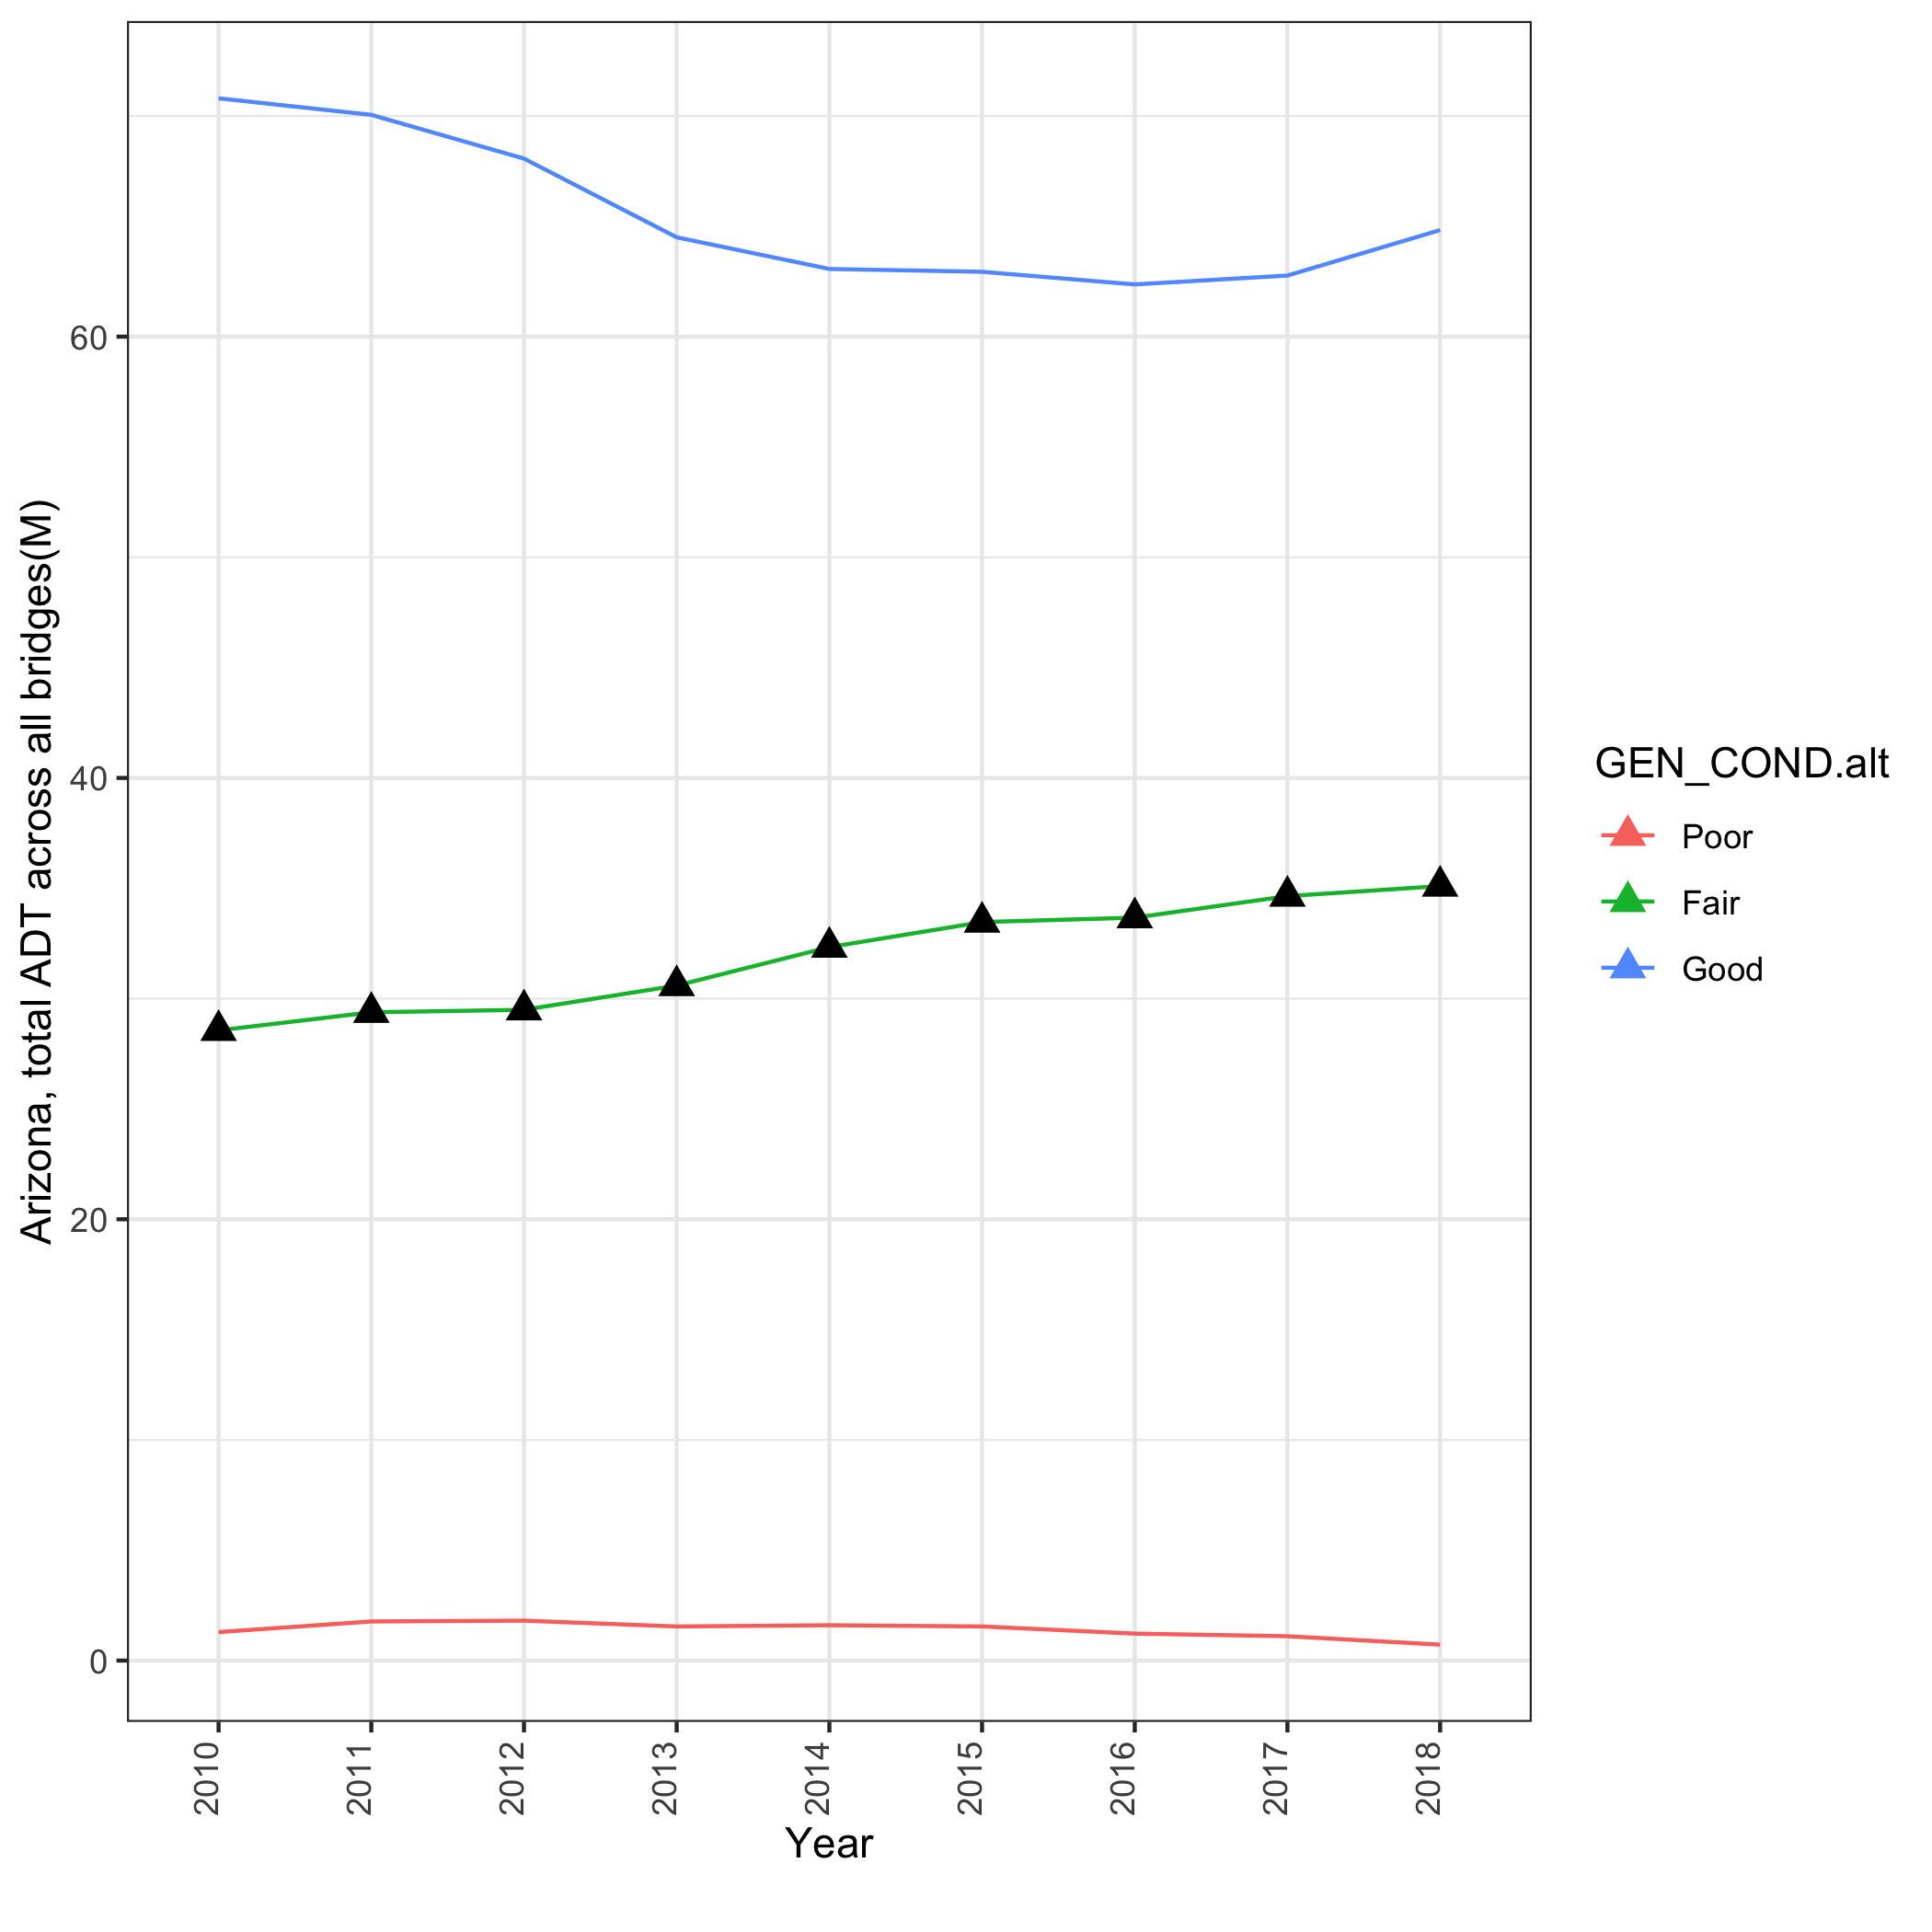 Arizona, total ADT across all bridges(M)
60
40
20
0
2010
2011
2012
2013
2014
2015
2016
2017
2018
Year
GEN_COND.alt
Poor
Fair
Good